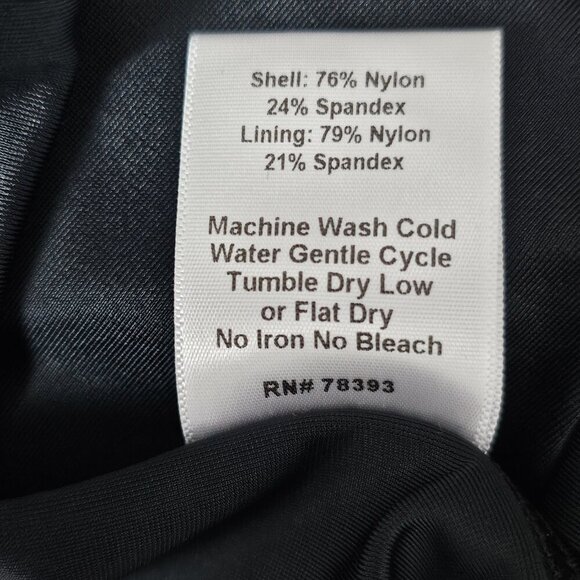 Shell: 76% Nylon
24% Spandex
Lining: 79% Nylon
21% Spandex
Machine Wash Cold
Water Gentle Cycle
Tumble Dry Low
or Flat Dry
No Iron No Bleach
RN# 78393